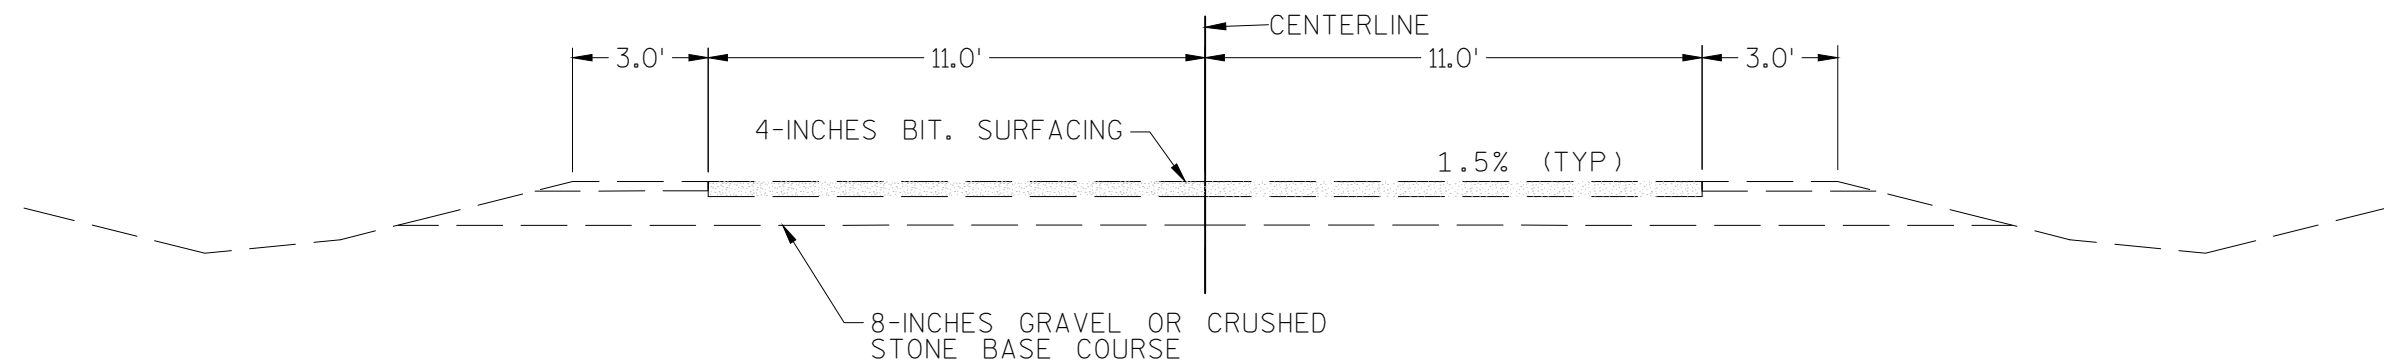 CENTERLINE
3.0' 11.0' 11.0' 3.0'
4-INCHES BIT. SURFACING
1.5% (TYP)
8-INCHES GRAVEL OR CRUSHED
STONE BASE COURSE